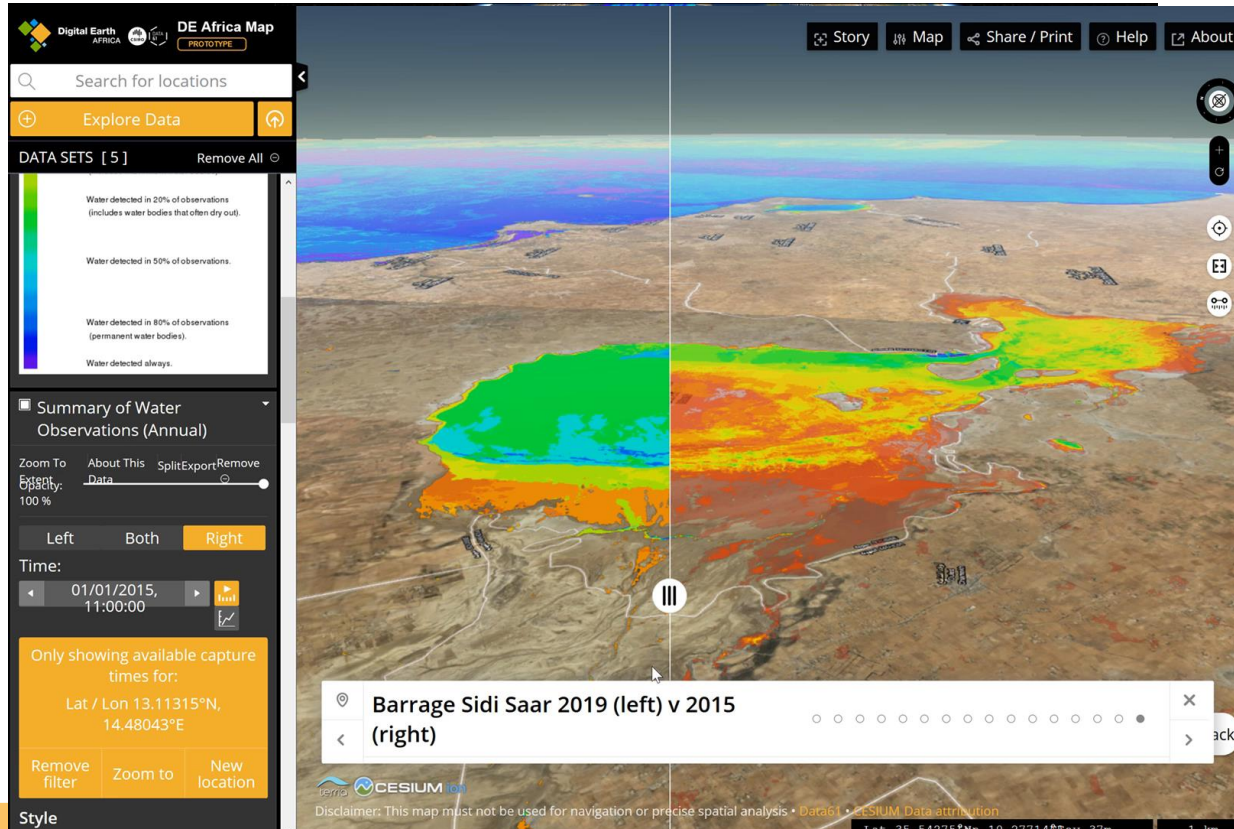 Digital Earth
AFRICA
DE Africa Map
PROTOTYPE
Search for locations
Explore Data
DATA SETS [ 5 ]
Remove All
Water detected in 20% of observations
(includes water bodies that often dry out).
Water detected in 50% of observations.
Water detected in 80% of observations
(permanent water bodies).
Water detected always.
Summary of Water
Observations (Annual)
Zoom To Extent
About This Data
Split
Export
Remove
Opacity:
100 %
Left
Both
Right
Time:
01/01/2015,
11:00:00
Only showing available capture
times for:
Lat / Lon 13.11315°N,
14.48043°E
Remove filter
Zoom to
New location
Style
Story
Map
Share / Print
Help
About
Barrage Sidi Saar 2019 (left) v 2015
(right)
CESIUM ion
Disclaimer: This map must not be used for navigation or precise spatial analysis • Data61 • CESIUM Data attribution
1 km